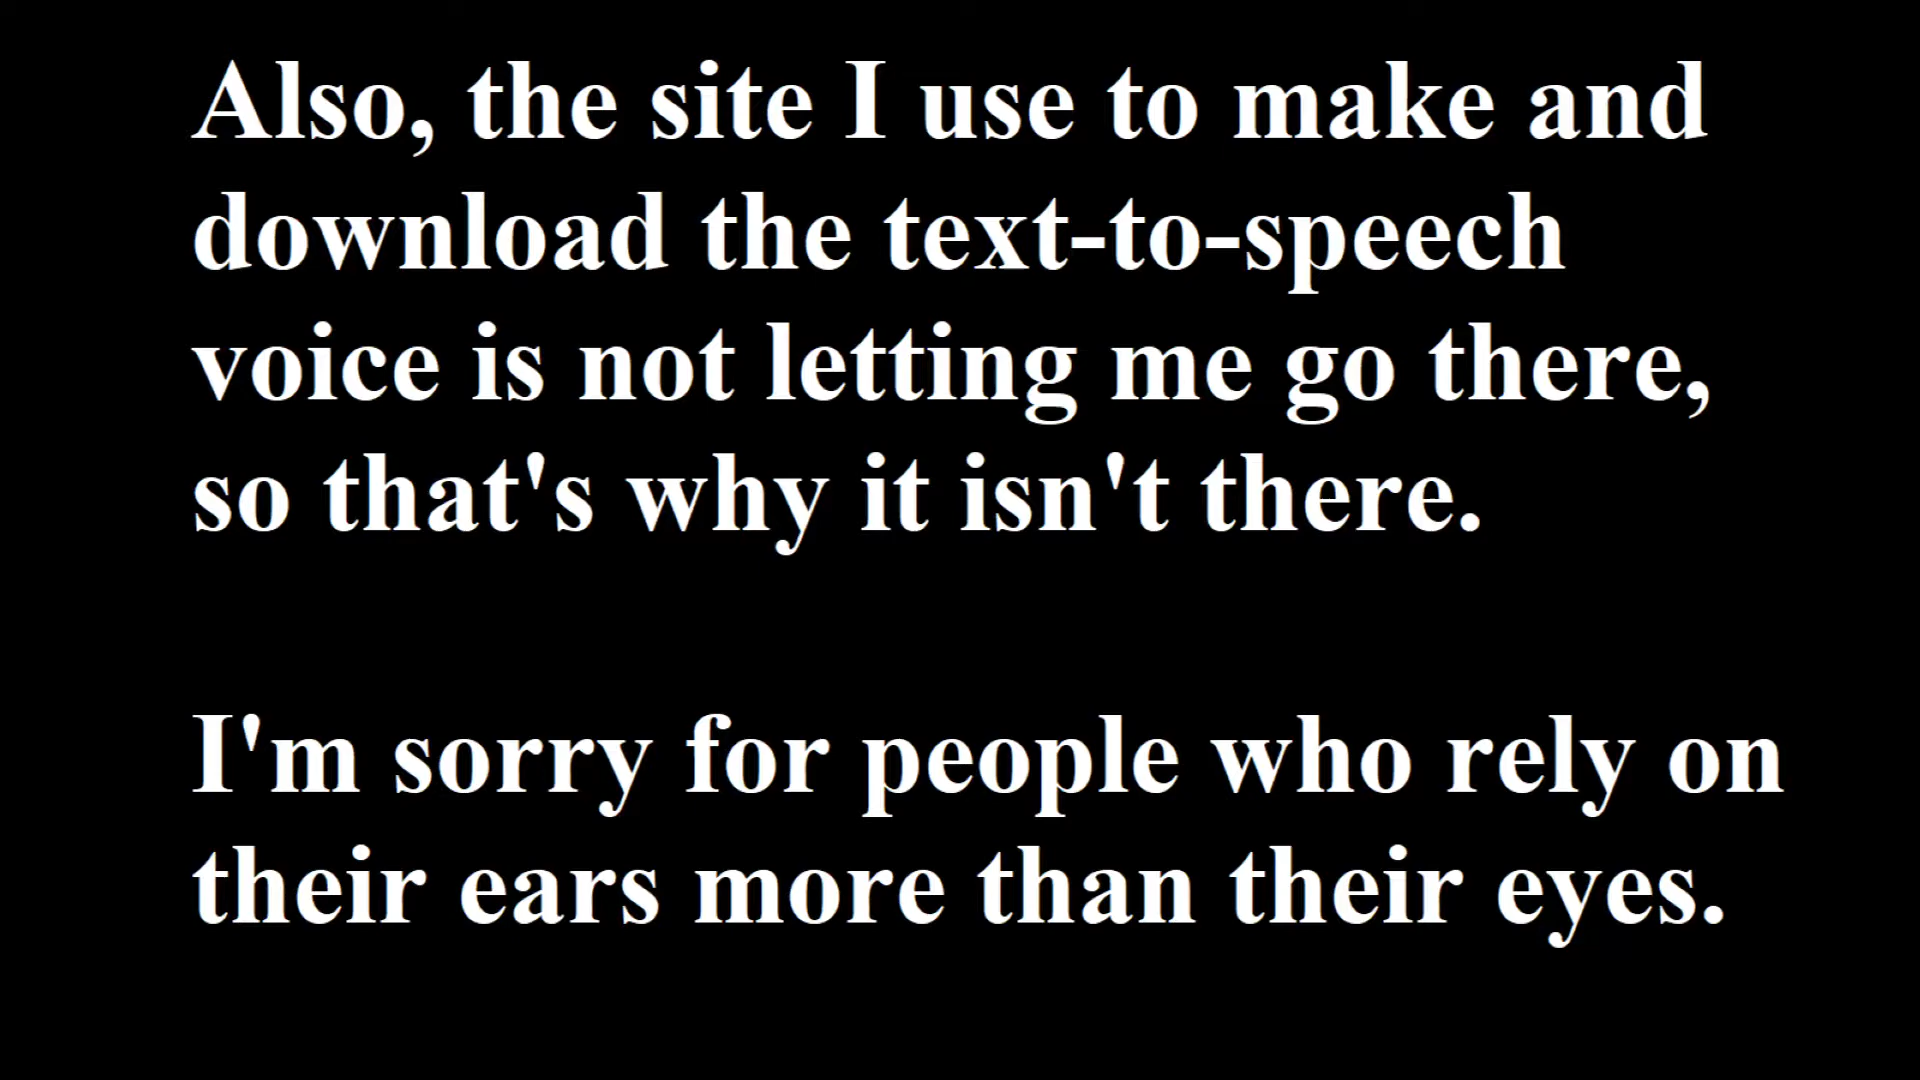 Also, the site I use to make and
download the text-to-speech
voice is not letting me go there,
so that's why it isn't there.
I'm sorry for people who rely on
their ears more than their eyes.